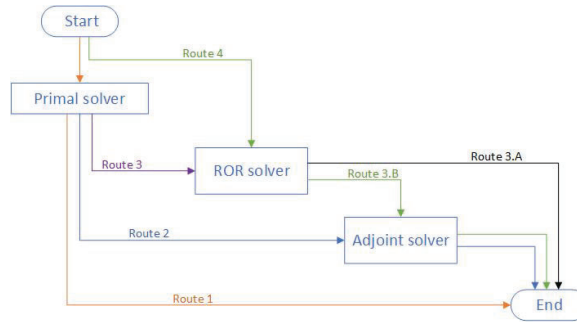 Start
Route 4
Primal solver
Route 3
ROR solver
Route 3.A
Route 3.B
Route 2
Adjoint solver
Route 1
End